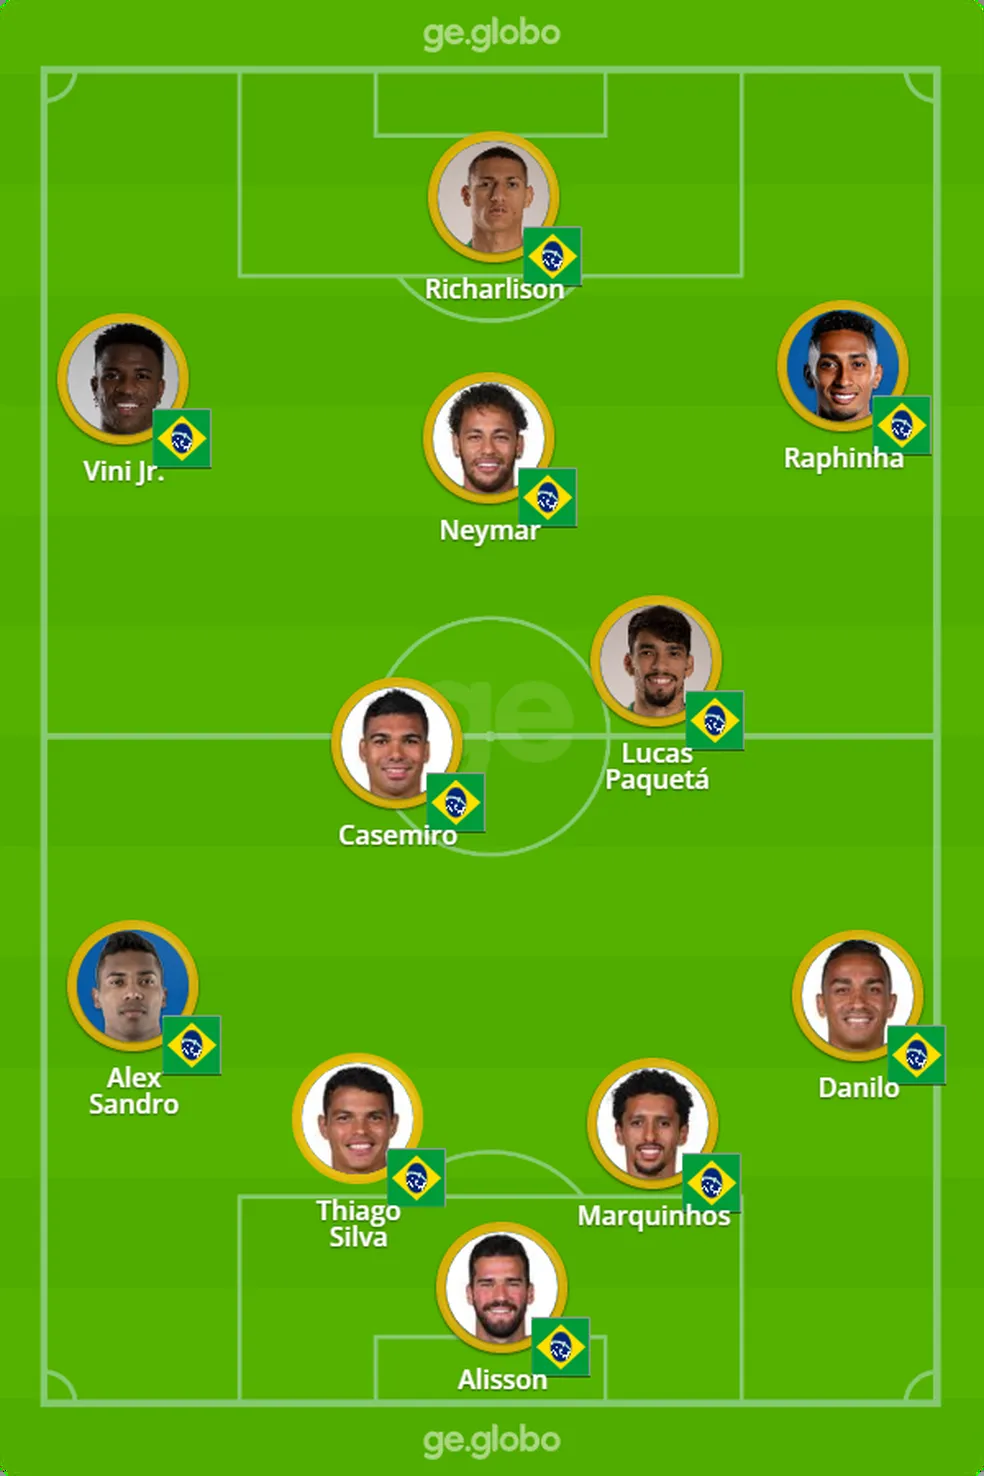 ge.globo
Richarlison
Vini Jr.
Raphinha
Neymar
ge
Lucas
Paquetá
Casemiro
Alex
Sandro
Danilo
Thiago
Silva
Marquinhos
Alisson
ge.globo